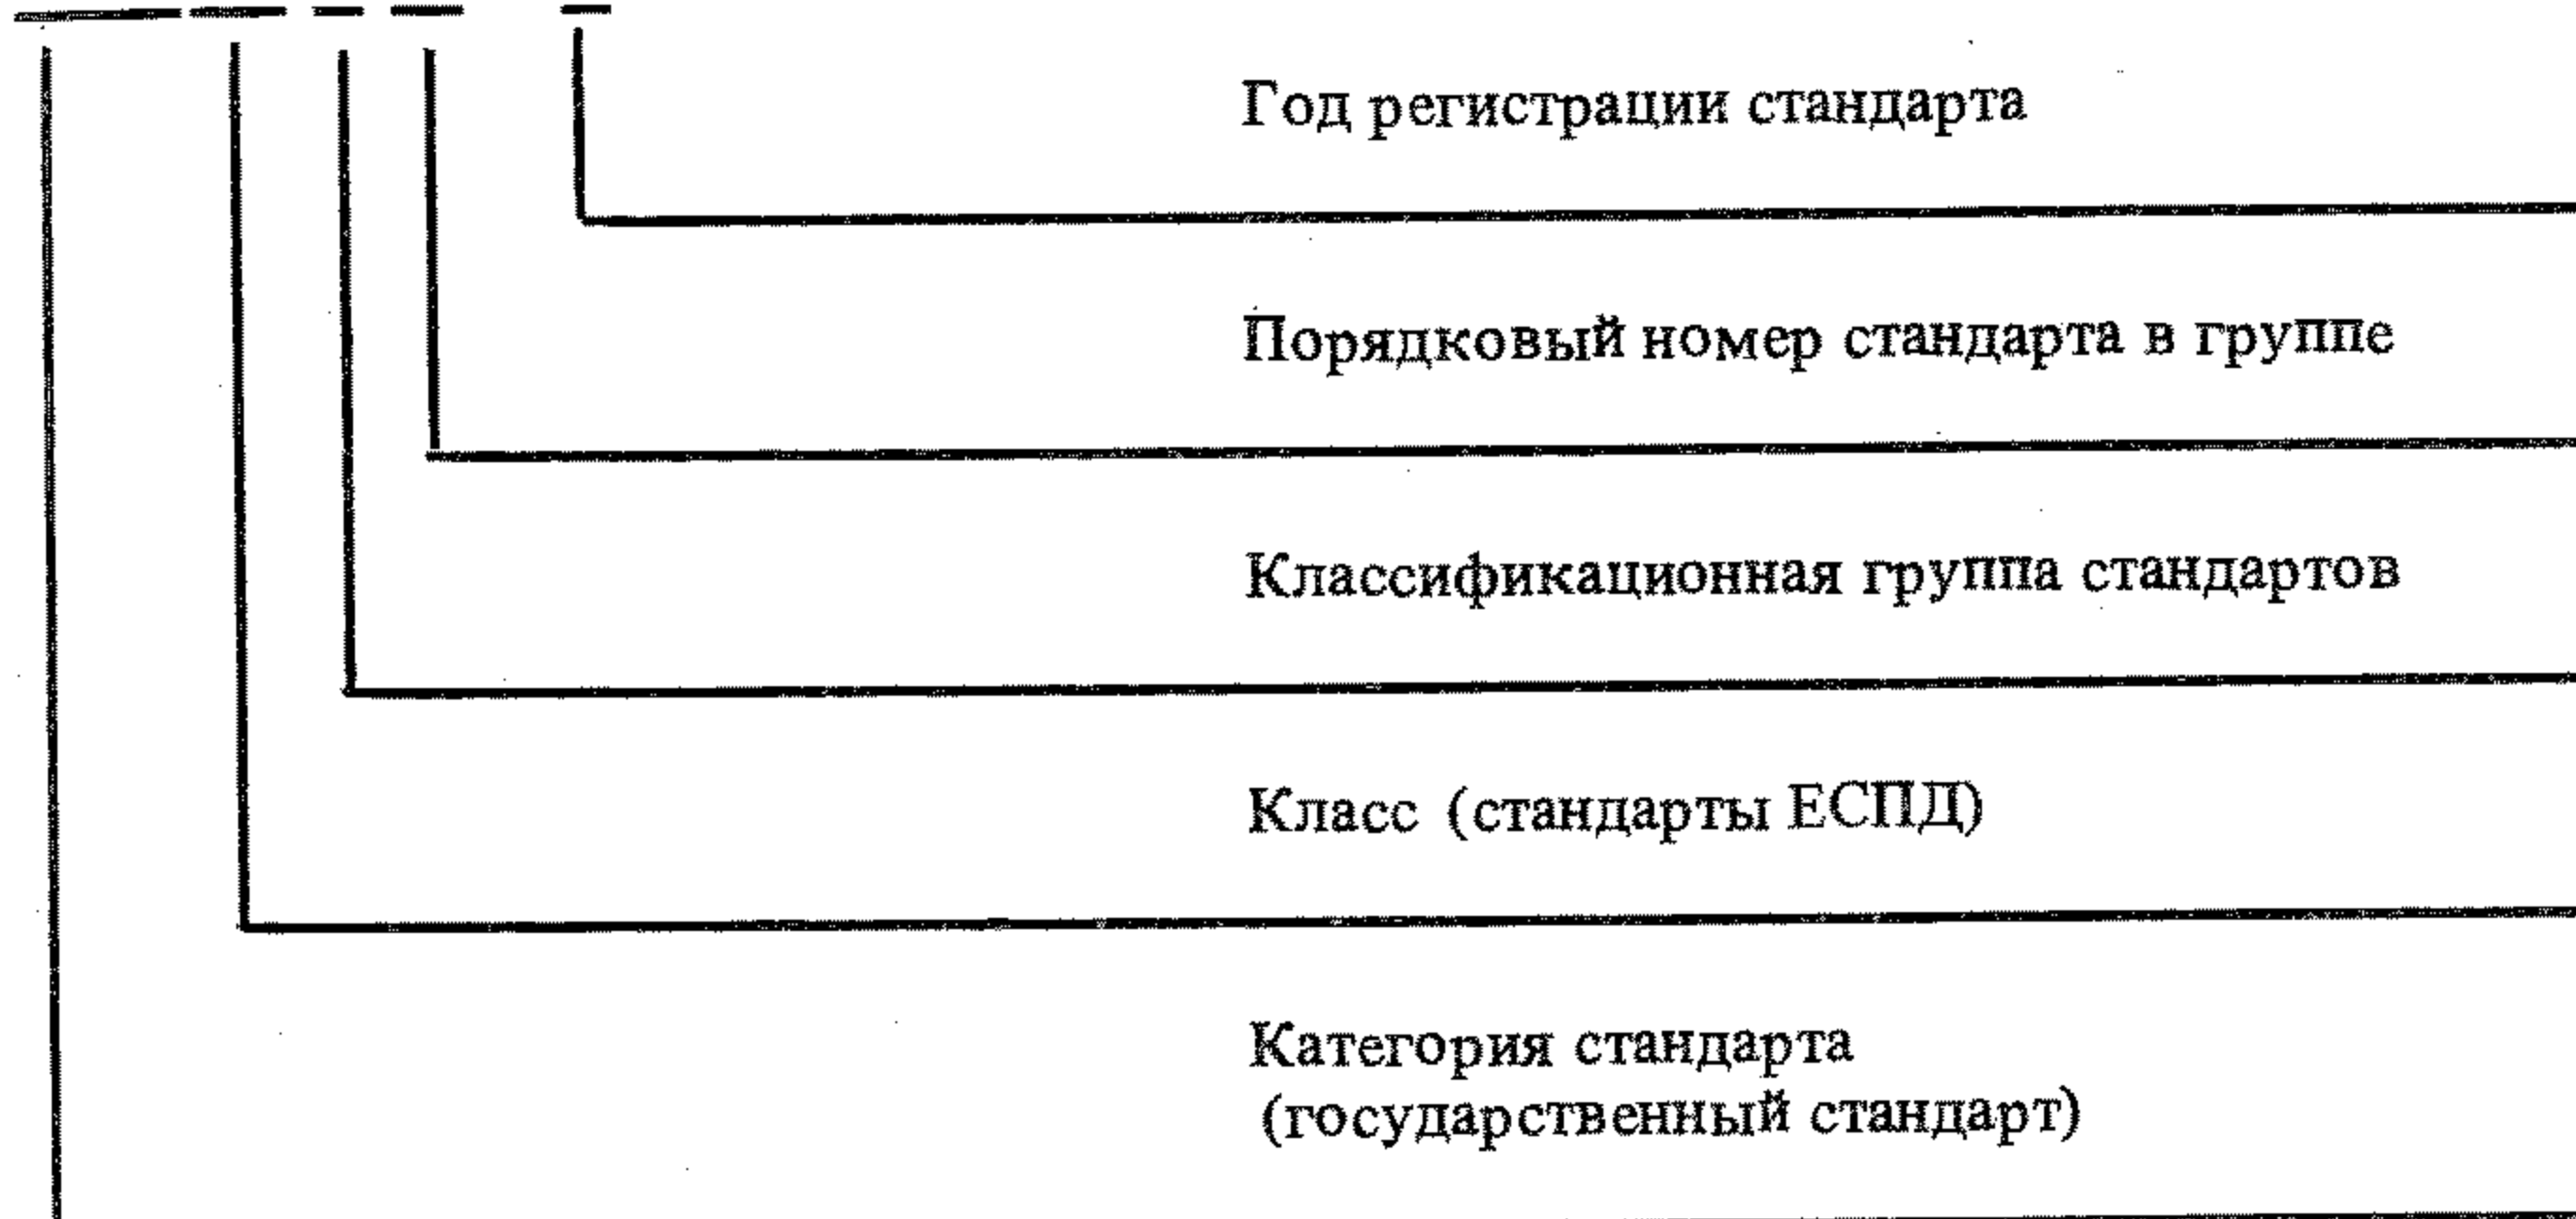 Год регистрации стандарта
Порядковый номер стандарта в группе
Классификационная группа стандартов
Класс (стандарты ЕСПД)
Категория стандарта
(государственный стандарт)